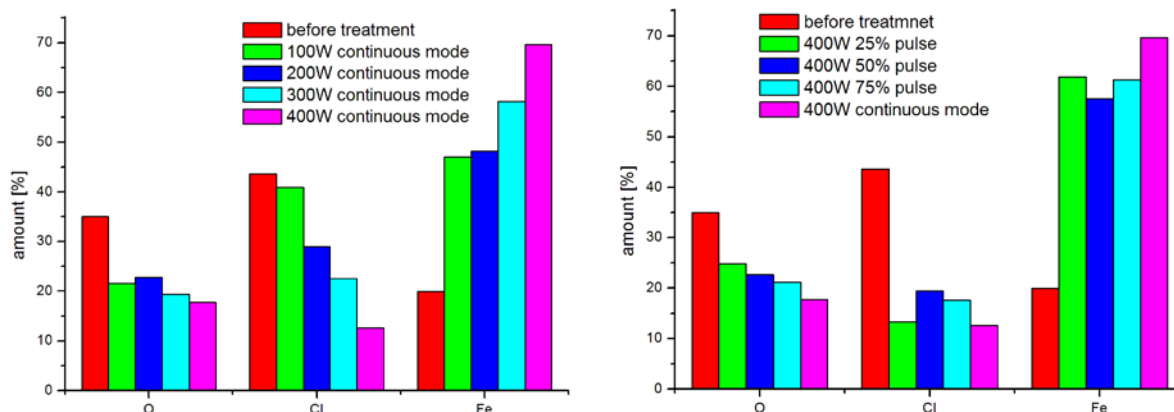 before treatment
100W continuous mode
200W continuous mode
300W continuous mode
400W continuous mode
amount [%]
70
60
50
40
30
20
10
0
O
Cl
Fe
before treatmnet
400W 25% pulse
400W 50% pulse
400W 75% pulse
400W continuous mode
amount [%]
70
60
50
40
30
20
10
0
O
Cl
Fe